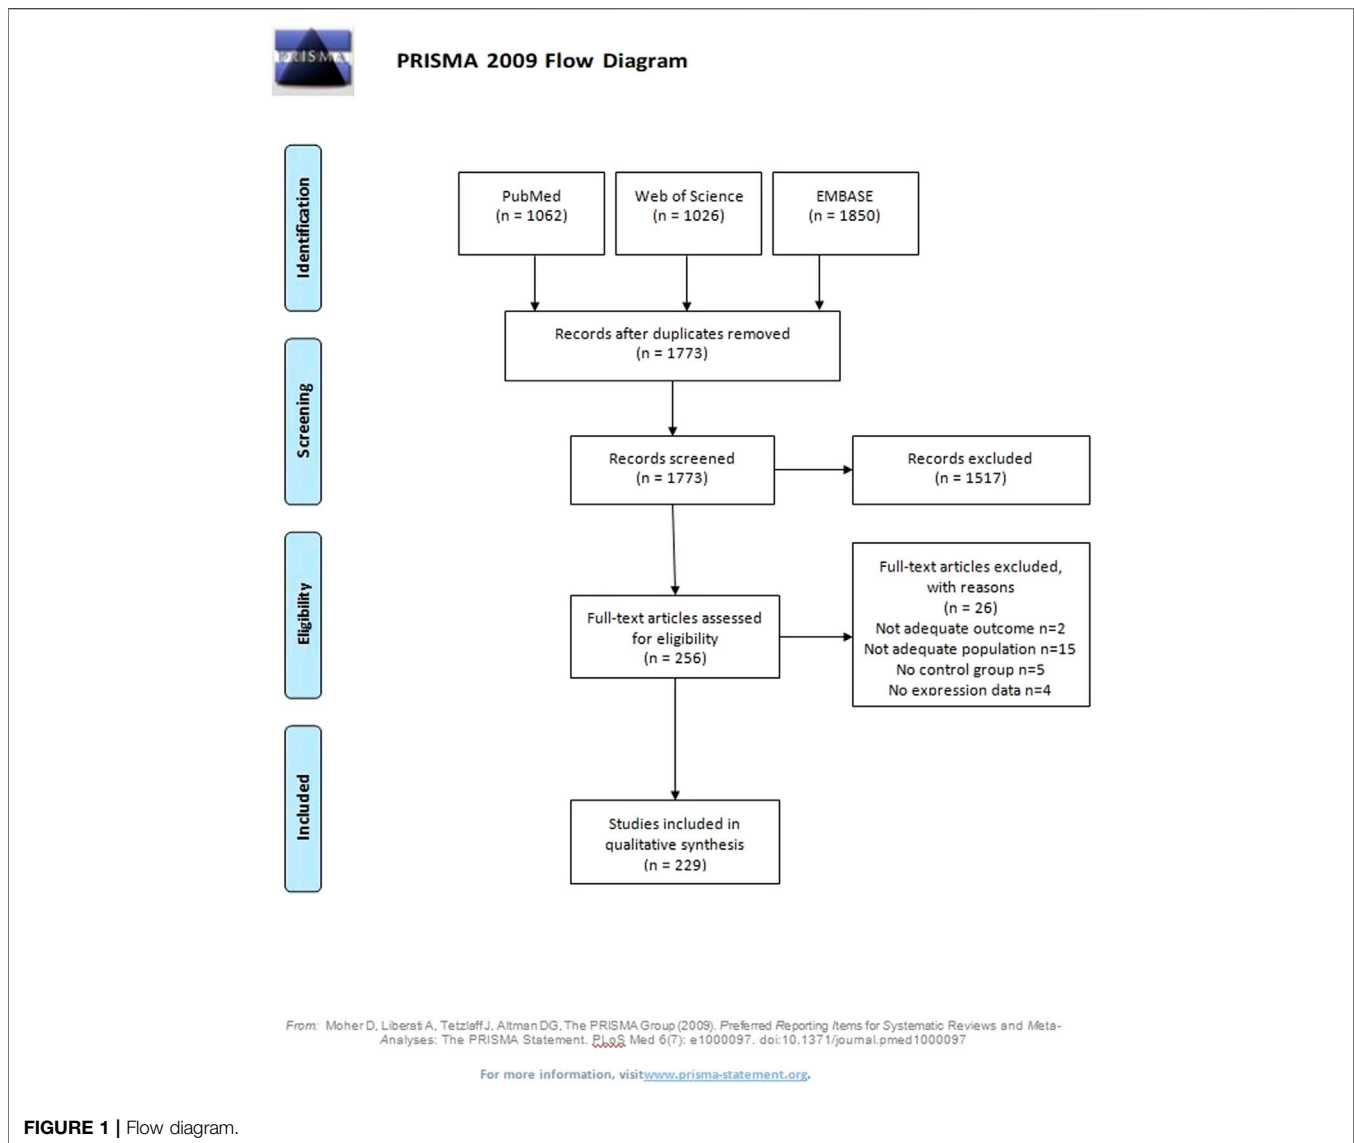 PRISMA
PRISMA 2009 Flow Diagram
Identification
PubMed
(n = 1062)
Web of Science
(n = 1026)
EMBASE
(n = 1850)
Records after duplicates removed
(n = 1773)
Screening
Records screened
(n = 1773)
Records excluded
(n = 1517)
Eligibility
Full-text articles assessed
for eligibility
(n = 256)
Full-text articles excluded,
with reasons
(n = 26)
Not adequate outcome n=2
Not adequate population n=15
No control group n=5
No expression data n=4
Included
Studies included in
qualitative synthesis
(n = 229)
From: Moher D, Liberati A, Tetzlaff J, Altman DG, The PRISMA Group (2009). Preferred Reporting Items for Systematic Reviews and Meta-
Analyses: The PRISMA Statement. PLoS Med 6(7): e1000097. doi:10.1371/journal.pmed1000097
For more information, visitwww.prisma-statement.org.
FIGURE 1 | Flow diagram.